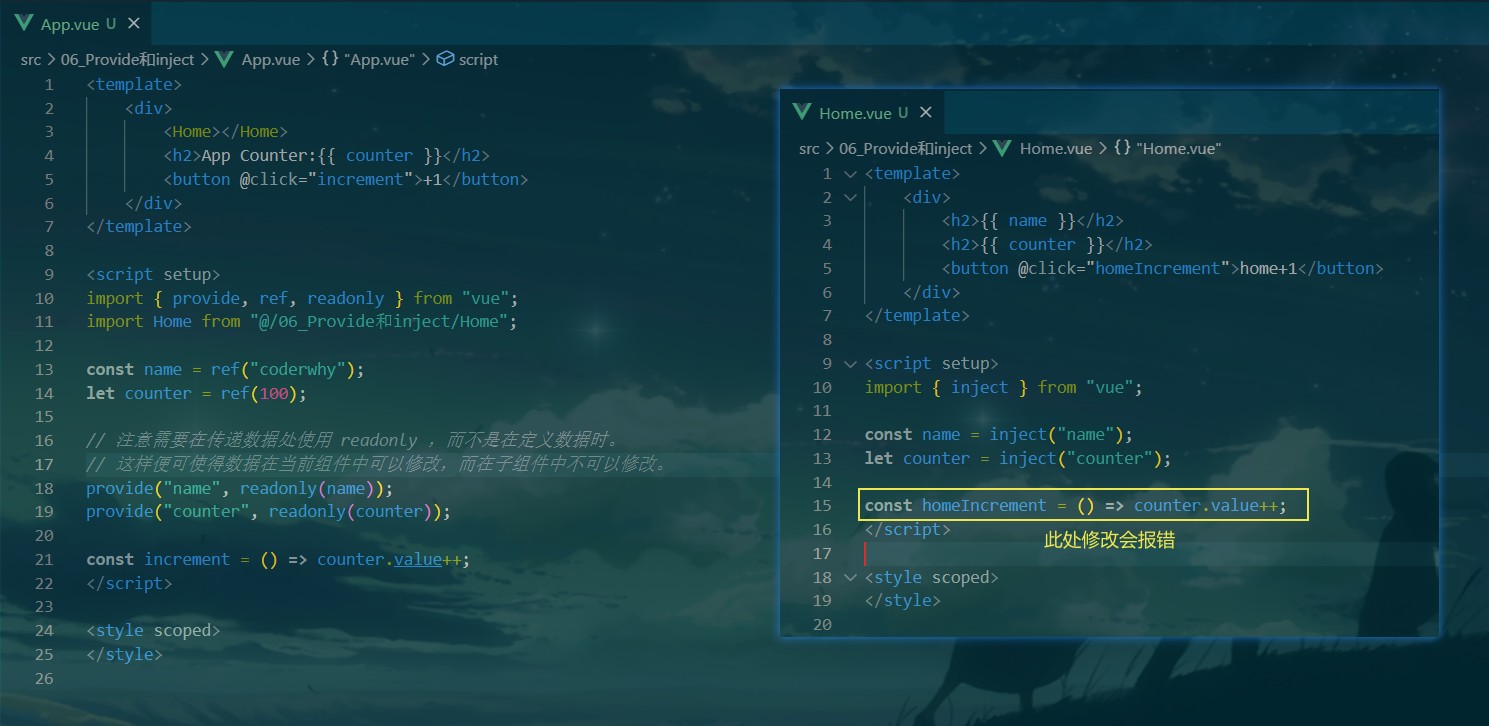 App.vue U ×
src > 06_Provide和inject > App.vue > {} "App.vue" > script
1 <template>
2 <div>
3 <Home></Home>
4 <h2>App Counter:{{ counter }}</h2>
5 <button @click="increment">+1</button>
6 </div>
7 </template>
8
9 <script setup>
10 import { provide, ref, readonly } from "vue";
11 import Home from "@/06_Provide和inject/Home";
12
13 const name = ref("coderwhy");
14 let counter = ref(100);
15
16 // 注意需要在传递数据处使用 readonly ，而不是在定义数据时。
17 // 这样便可使得数据在当前组件中可以修改，而在子组件中不可以修改。
18 provide("name", readonly(name));
19 provide("counter", readonly(counter));
20
21 const increment = () => counter.value++;
22 </script>
23
24 <style scoped>
25 </style>
26
Home.vue U ×
src > 06_Provide和inject > Home.vue > {} "Home.vue"
1 <template>
2 <div>
3 <h2>{{ name }}</h2>
4 <h2>{{ counter }}</h2>
5 <button @click="homeIncrement">home+1</button>
6 </div>
7 </template>
8
9 <script setup>
10 import { inject } from "vue";
11
12 const name = inject("name");
13 let counter = inject("counter");
14
15 const homeIncrement = () => counter.value++;
16 </script>
此处修改会报错
17
18 <style scoped>
19 </style>
20